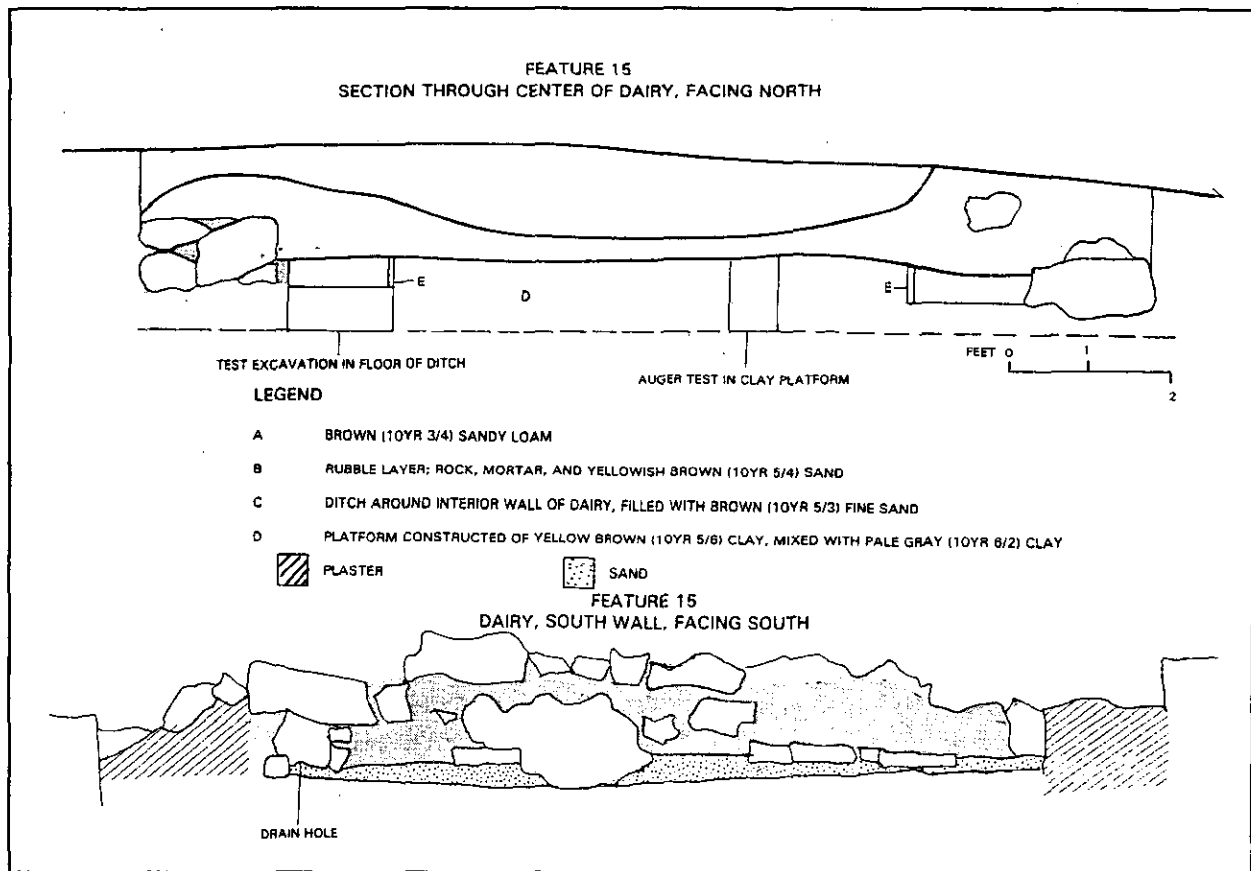 FEATURE 15
SECTION THROUGH CENTER OF DAIRY, FACING NORTH
E
D
E
TEST EXCAVATION IN FLOOR OF DITCH
AUGER TEST IN CLAY PLATFORM
FEET 0 1 2
LEGEND
A BROWN (10YR 3/4) SANDY LOAM
B RUBBLE LAYER; ROCK, MORTAR, AND YELLOWISH BROWN (10YR 5/4) SAND
C DITCH AROUND INTERIOR WALL OF DAIRY, FILLED WITH BROWN (10YR 5/3) FINE SAND
D PLATFORM CONSTRUCTED OF YELLOW BROWN (10YR 5/6) CLAY, MIXED WITH PALE GRAY (10YR 6/2) CLAY
PLASTER SAND
FEATURE 15
DAIRY, SOUTH WALL, FACING SOUTH
DRAIN HOLE